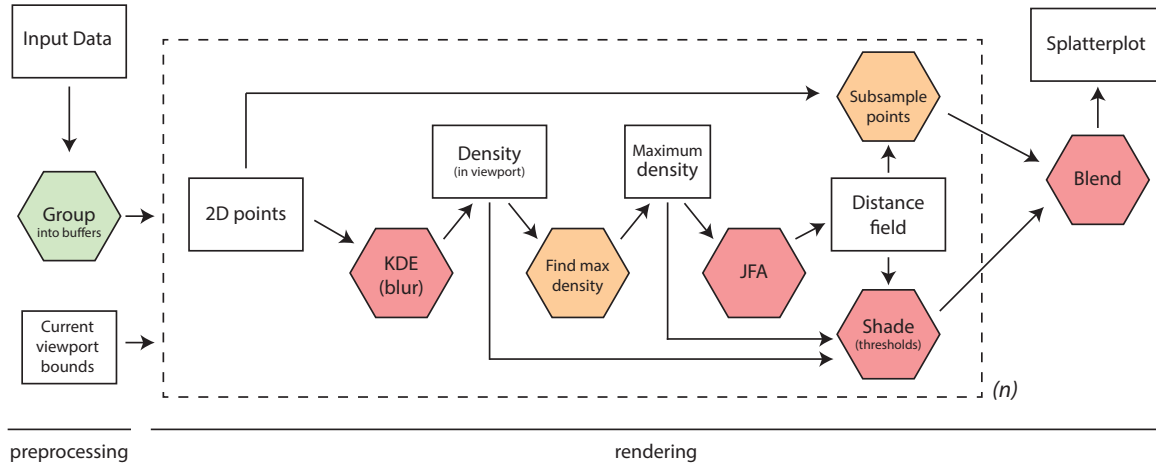 Input Data
Group
into buffers
Current
viewport
bounds
2D points
KDE
(blur)
Density
(in viewport)
Find max
density
Maximum
density
JFA
Subsample
points
Distance
field
Shade
(thresholds)
(n)
Splatterplot
Blend
preprocessing
rendering